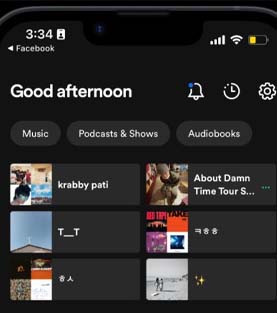 3:34
◀ Facebook
Good afternoon
Music Podcasts & Shows Audiobooks
krabby pati
About Damn
Time Tour S...
T__T
ㅋㅎㅎ
ㅎㅅ
✨